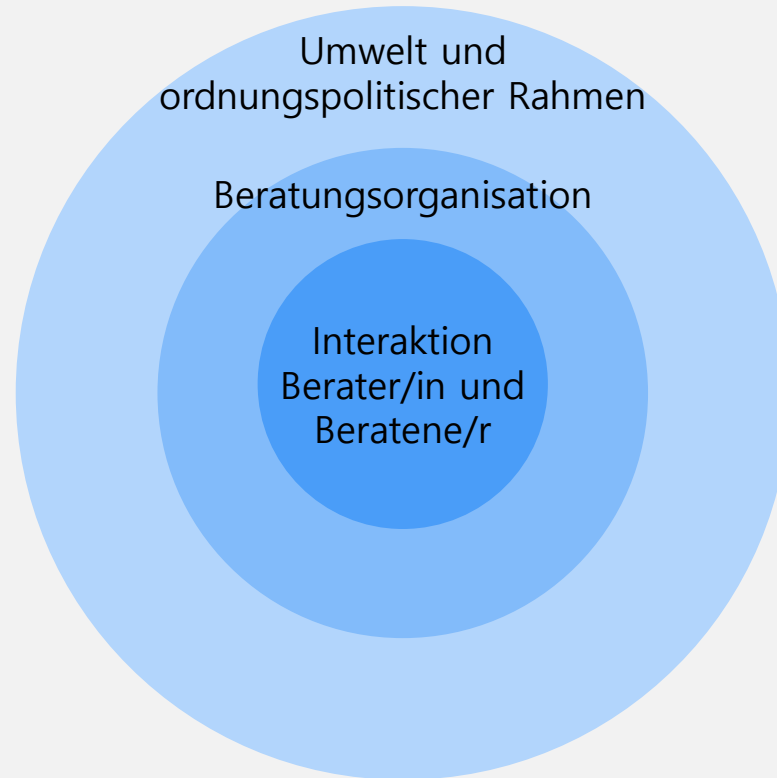 Umwelt und
ordnungspolitischer Rahmen
Beratungsorganisation
Interaktion
Berater/in und
Beratene/r